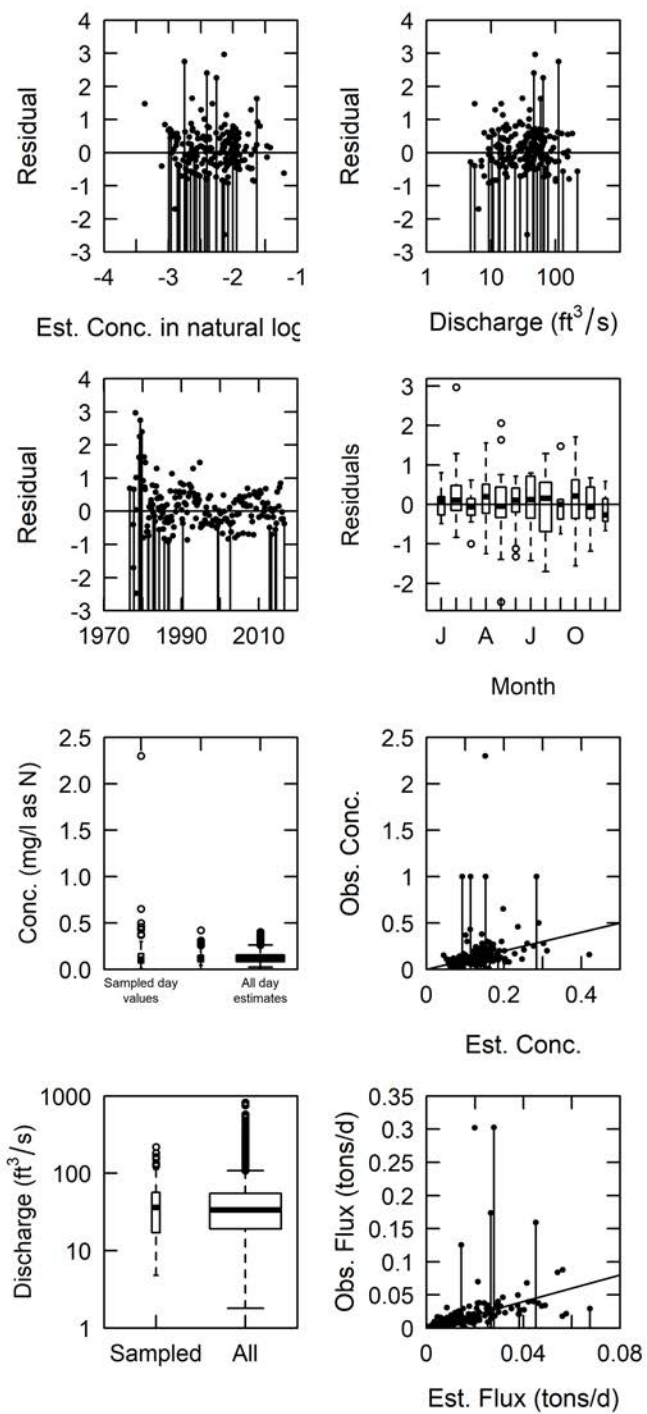 4
3
2
1
0
-1
-2
-3
Residual
-4 -3 -2 -1
Est. Conc. in natural log
4
3
2
1
0
-1
-2
-3
Residual
1 10 100
Discharge (ft³/s)
4
3
2
1
0
-1
-2
-3
Residual
1970 1990 2010
3
2
1
0
-1
-2
Residuals
J A J O
Month
2.5
2.0
1.5
1.0
0.5
0.0
Conc. (mg/l as N)
Sampled day
values
All day
estimates
2.5
2
1.5
1
0.5
0
Obs. Conc.
0 0.2 0.4
Est. Conc.
1000
100
10
1
Discharge (ft³/s)
Sampled All
0.35
0.3
0.25
0.2
0.15
0.1
0.05
0
Obs. Flux (tons/d)
0 0.04 0.08
Est. Flux (tons/d)